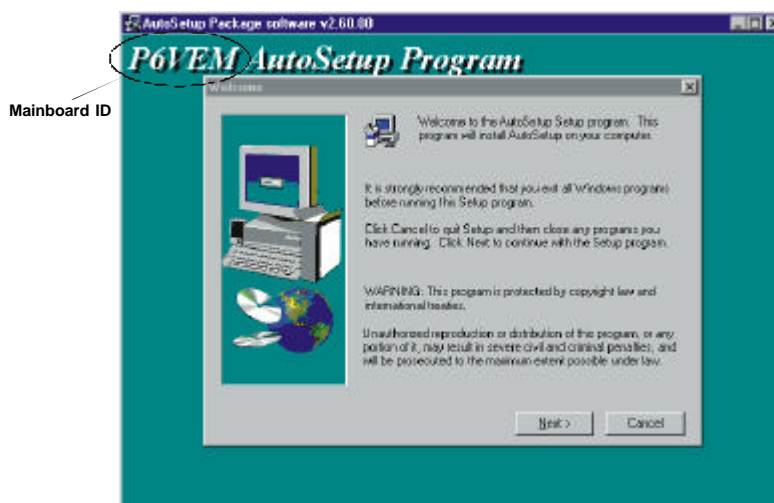 AutoSetup Package software v2.60.00
P6VEM AutoSetup Program
Mainboard ID
Welcome
Welcome to the AutoSetup Setup program. This
program will install AutoSetup on your computer.
It is strongly recommended that you exit all Windows programs
before running this Setup program.
Click Cancel to quit Setup and then close any programs you
have running. Click Next to continue with the Setup program.
WARNING: This program is protected by copyright law and
international treaties.
Unauthorized reproduction or distribution of this program, or any
portion of it, may result in severe civil and criminal penalties, and
will be prosecuted to the maximum extent possible under law.
Next >
Cancel